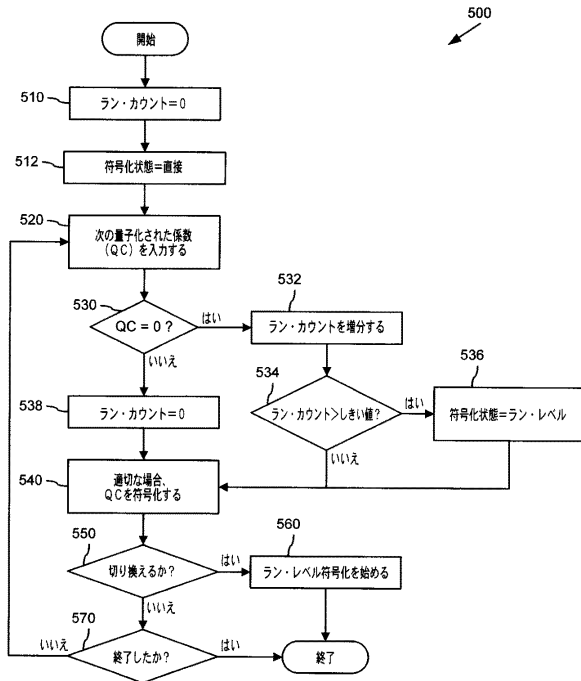 500
開始
510
ラン・カウント=0
512
符号化状態=直接
520
次の量子化された係数
(QC)を入力する
530
QC=0?
はい
いいえ
532
ラン・カウントを増分する
534
ラン・カウント>しきい値?
はい
いいえ
536
符号化状態=ラン・レベル
538
ラン・カウント=0
540
適切な場合、
QCを符号化する
550
切り換えるか?
はい
いいえ
560
ラン・レベル符号化を始める
570
終了したか?
いいえ
はい
終了